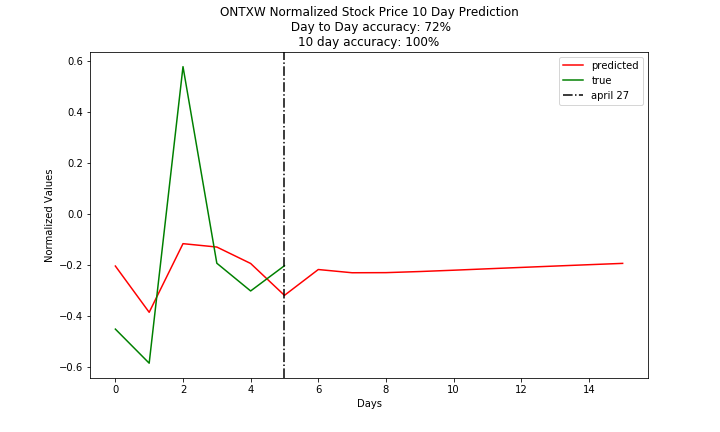 ONTXW Normalized Stock Price 10 Day Prediction
Day to Day accuracy: 72%
10 day accuracy: 100%
predicted
true
april 27
0.6
0.4
0.2
0.0
−0.2
−0.4
−0.6
Normalized Values
0 2 4 6 8 10 12 14
Days